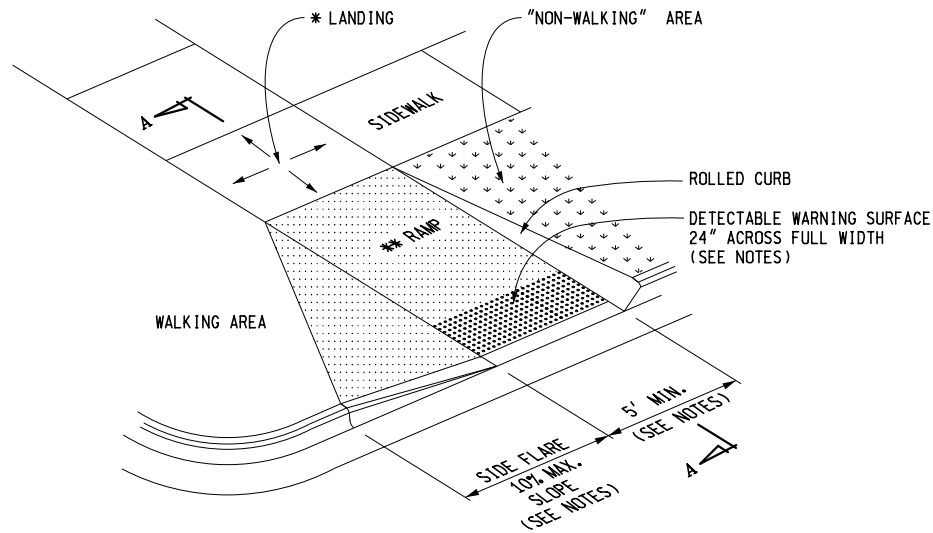 * LANDING
"NON-WALKING" AREA
A
SIDEWALK
ROLLED CURB
DETECTABLE WARNING SURFACE
24" ACROSS FULL WIDTH
(SEE NOTES)
** RAMP
WALKING AREA
5' MIN.
(SEE NOTES)
SIDE FLARE
10% MAX.
SLOPE
(SEE NOTES)
A